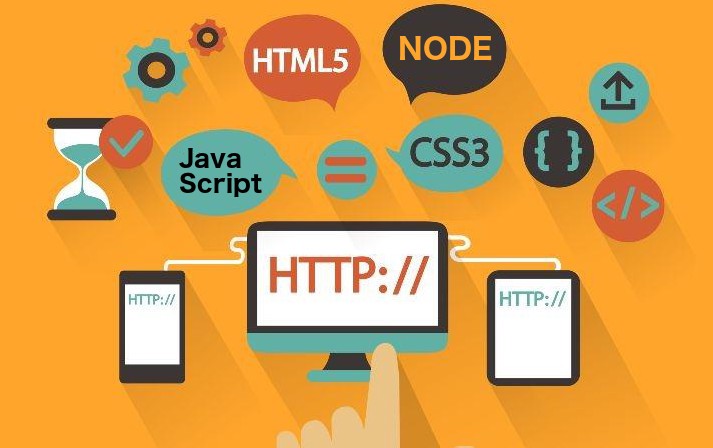 HTML5
NODE
Java
Script
CSS3
{}
</>
HTTP://
HTTP://
HTTP://